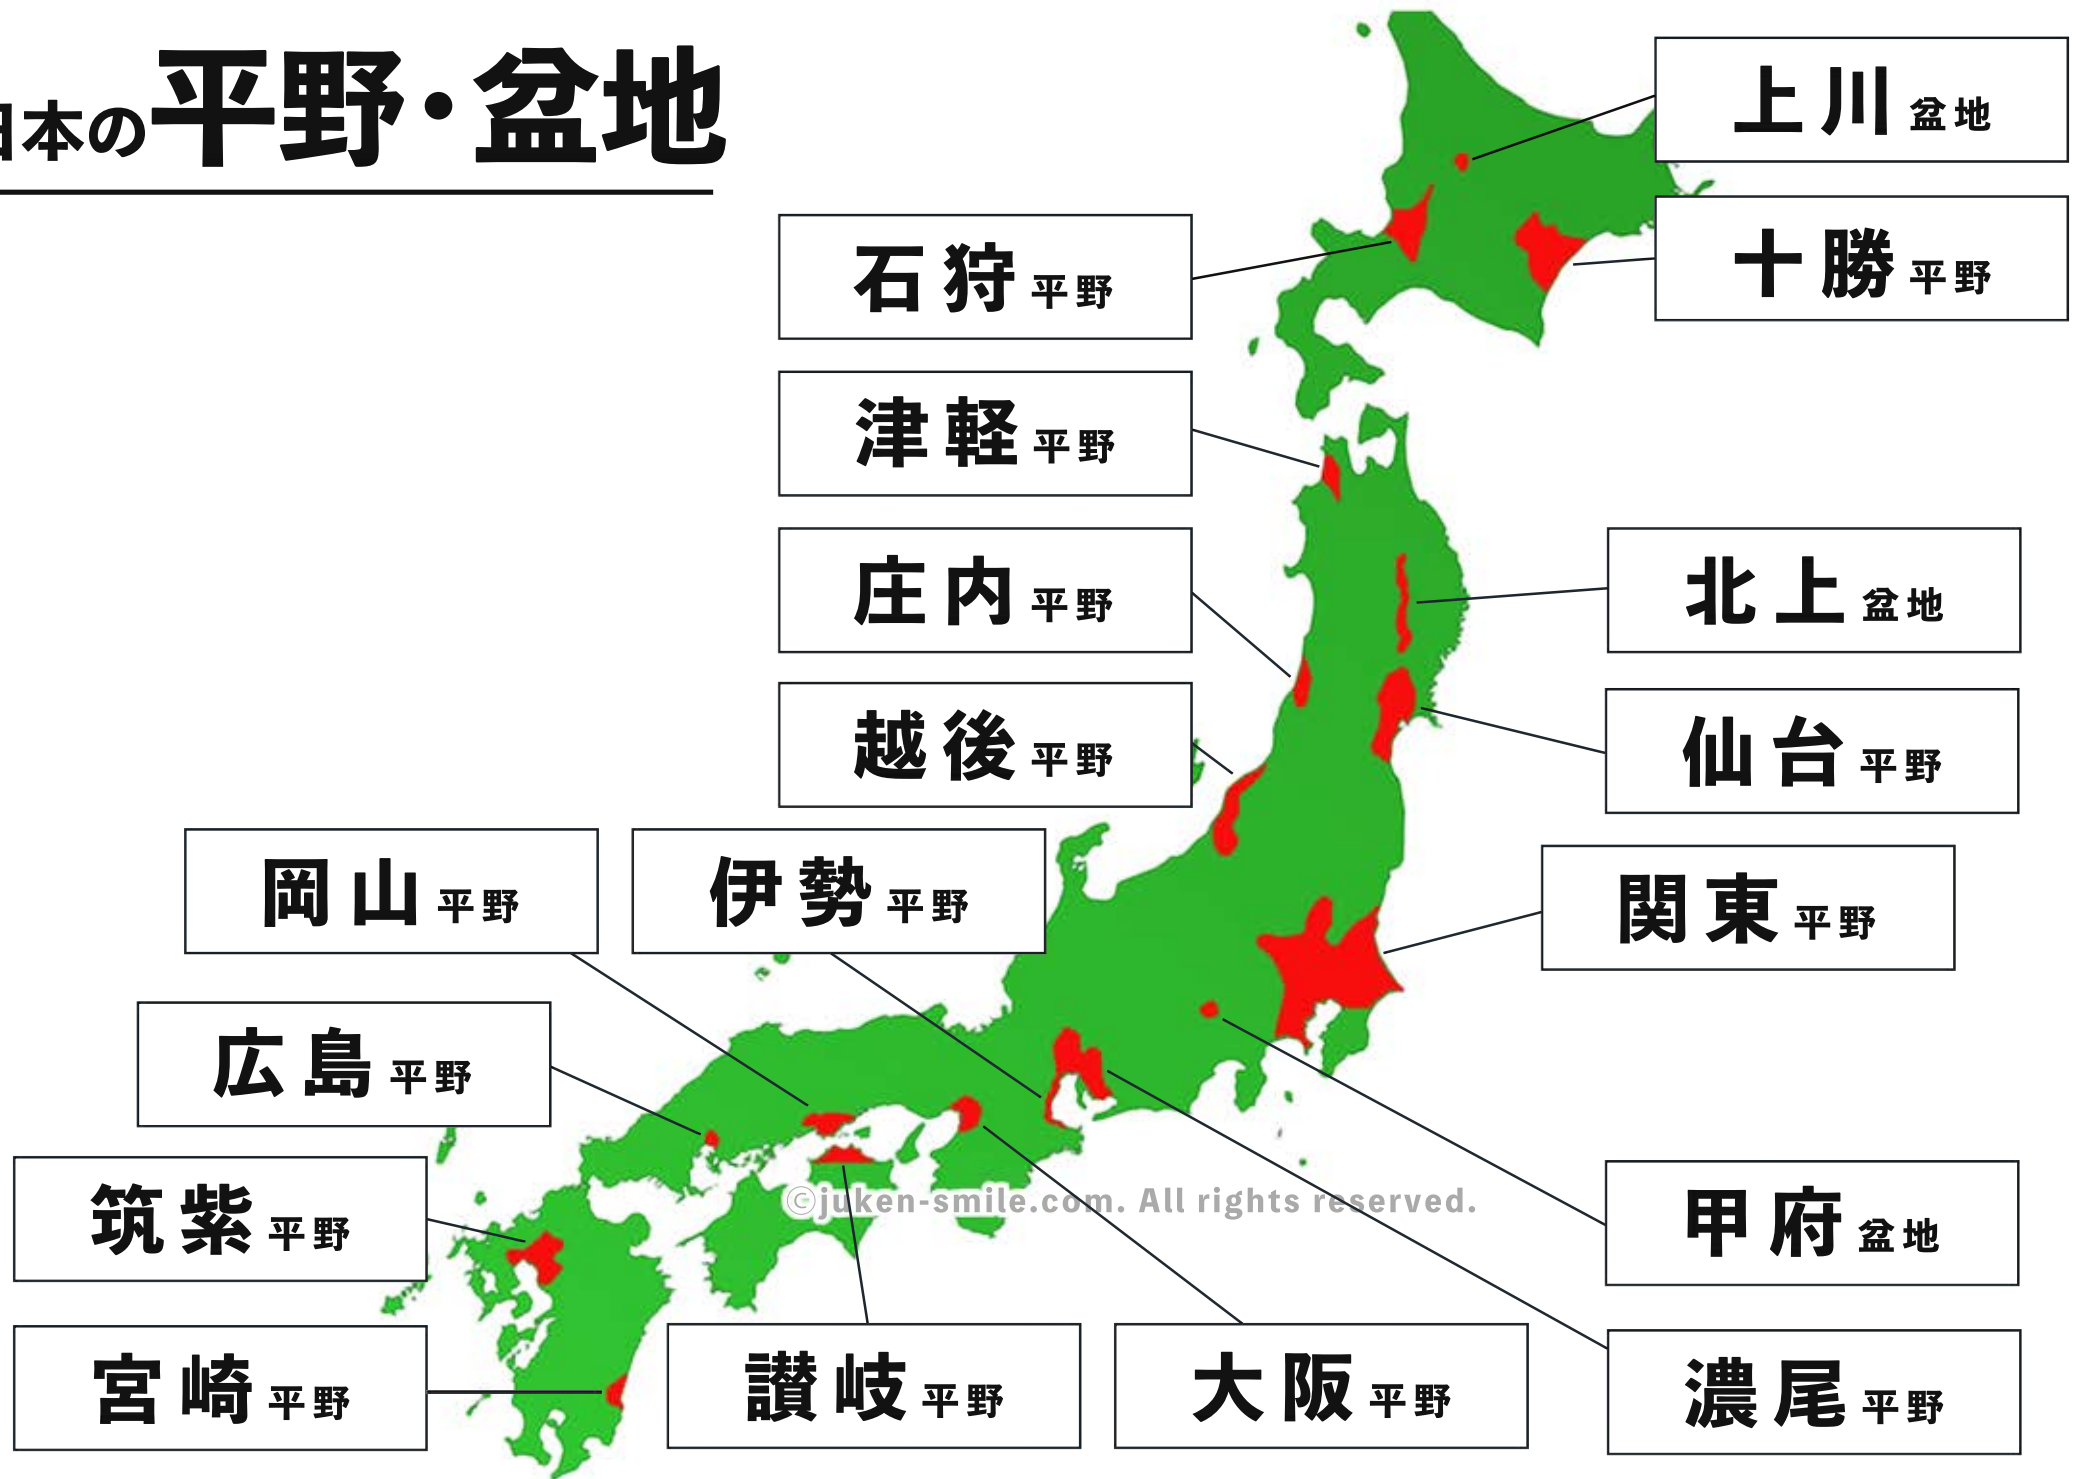 日本の平野・盆地
上川 盆地
十勝 平野
石狩 平野
津軽 平野
庄内 平野
北上 盆地
越後 平野
仙台 平野
岡山 平野
伊勢 平野
関東 平野
広島 平野
筑紫 平野
©juken-smile.com. All rights reserved.
甲府 盆地
宮崎 平野
讃岐 平野
大阪 平野
濃尾 平野